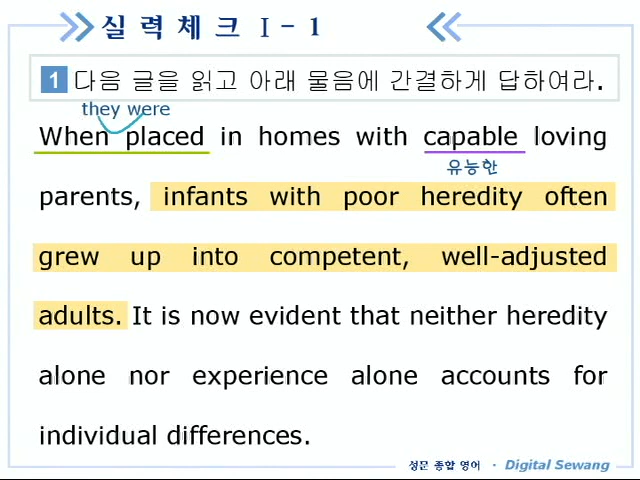 실력체크 I - 1
1 다음 글을 읽고 아래 물음에 간결하게 답하여라.
they were
When placed in homes with capable loving
유능한
parents, infants with poor heredity often
grew up into competent, well-adjusted
adults. It is now evident that neither heredity
alone nor experience alone accounts for
individual differences.
정문 종합 영어 · Digital Sewang